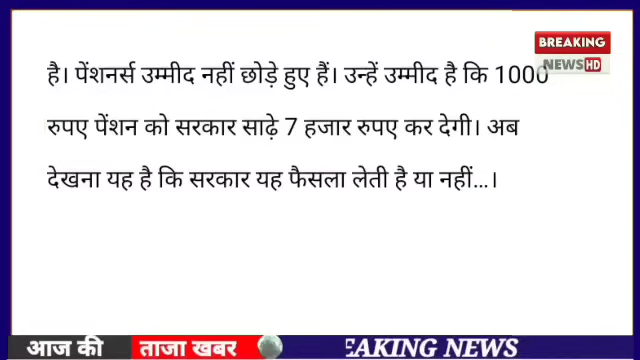 BREAKING
NEWS HD
है। पेंशनर्स उम्मीद नहीं छोड़े हुए हैं। उन्हें उम्मीद है कि 1000
रुपए पेंशन को सरकार साढ़े 7 हजार रुपए कर देगी। अब
देखना यह है कि सरकार यह फैसला लेती है या नहीं...।
आज की ताजा खबर EAKING NEWS